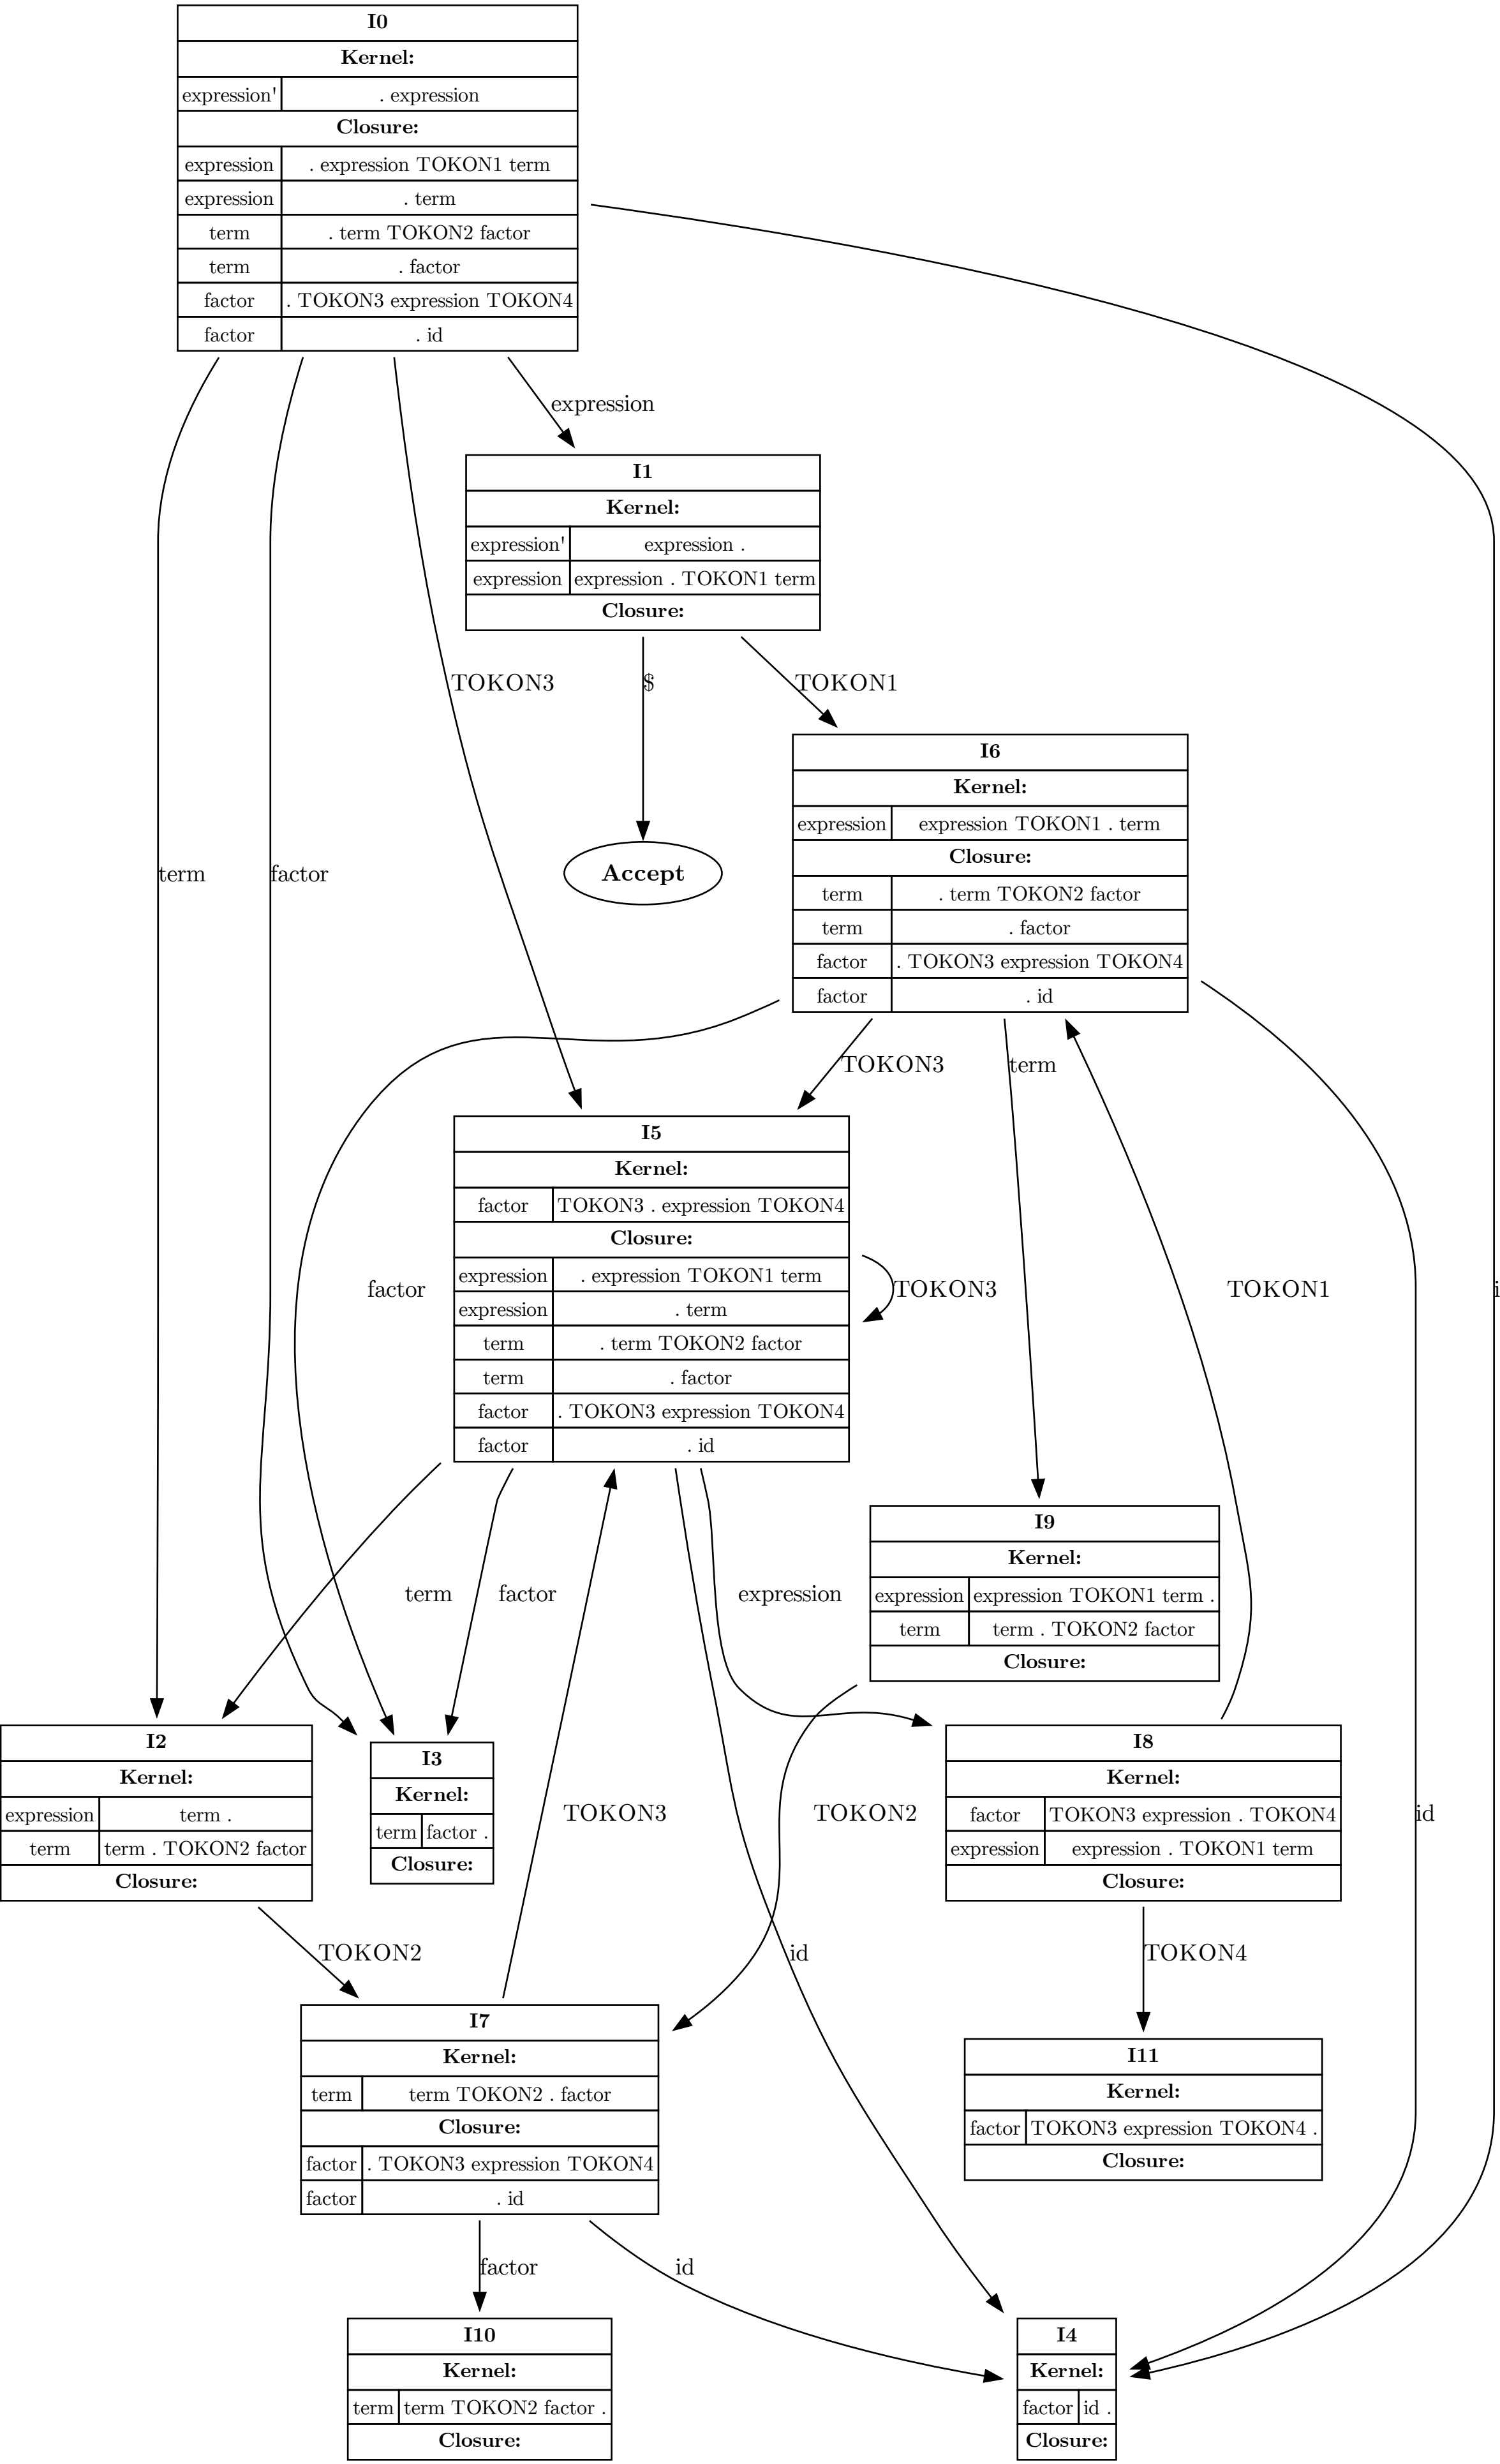 I0
Kernel:
expression' . expression
Closure:
expression . expression TOKON1 term
expression . term
term . term TOKON2 factor
term . factor
factor . TOKON3 expression TOKON4
factor . id
expression
I1
Kernel:
expression' expression .
expression expression . TOKON1 term
Closure:
TOKON3
$
TOKON1
I6
Kernel:
expression expression TOKON1 . term
Closure:
term . term TOKON2 factor
term . factor
factor . TOKON3 expression TOKON4
factor . id
term
factor
Accept
TOKON3
term
I5
Kernel:
factor TOKON3 . expression TOKON4
Closure:
expression . expression TOKON1 term
expression . term
term . term TOKON2 factor
term . factor
factor . TOKON3 expression TOKON4
factor . id
factor
TOKON3
TOKON1
i
I9
Kernel:
expression expression TOKON1 term .
term term . TOKON2 factor
Closure:
term
factor
expression
I2
Kernel:
expression term .
term term . TOKON2 factor
Closure:
I3
Kernel:
term factor .
Closure:
TOKON3
TOKON2
I8
Kernel:
factor TOKON3 expression . TOKON4
expression expression . TOKON1 term
Closure:
id
TOKON2
id
TOKON4
I7
Kernel:
term term TOKON2 . factor
Closure:
factor . TOKON3 expression TOKON4
factor . id
I11
Kernel:
factor TOKON3 expression TOKON4 .
Closure:
factor
id
I10
Kernel:
term term TOKON2 factor .
Closure:
I4
Kernel:
factor id .
Closure: